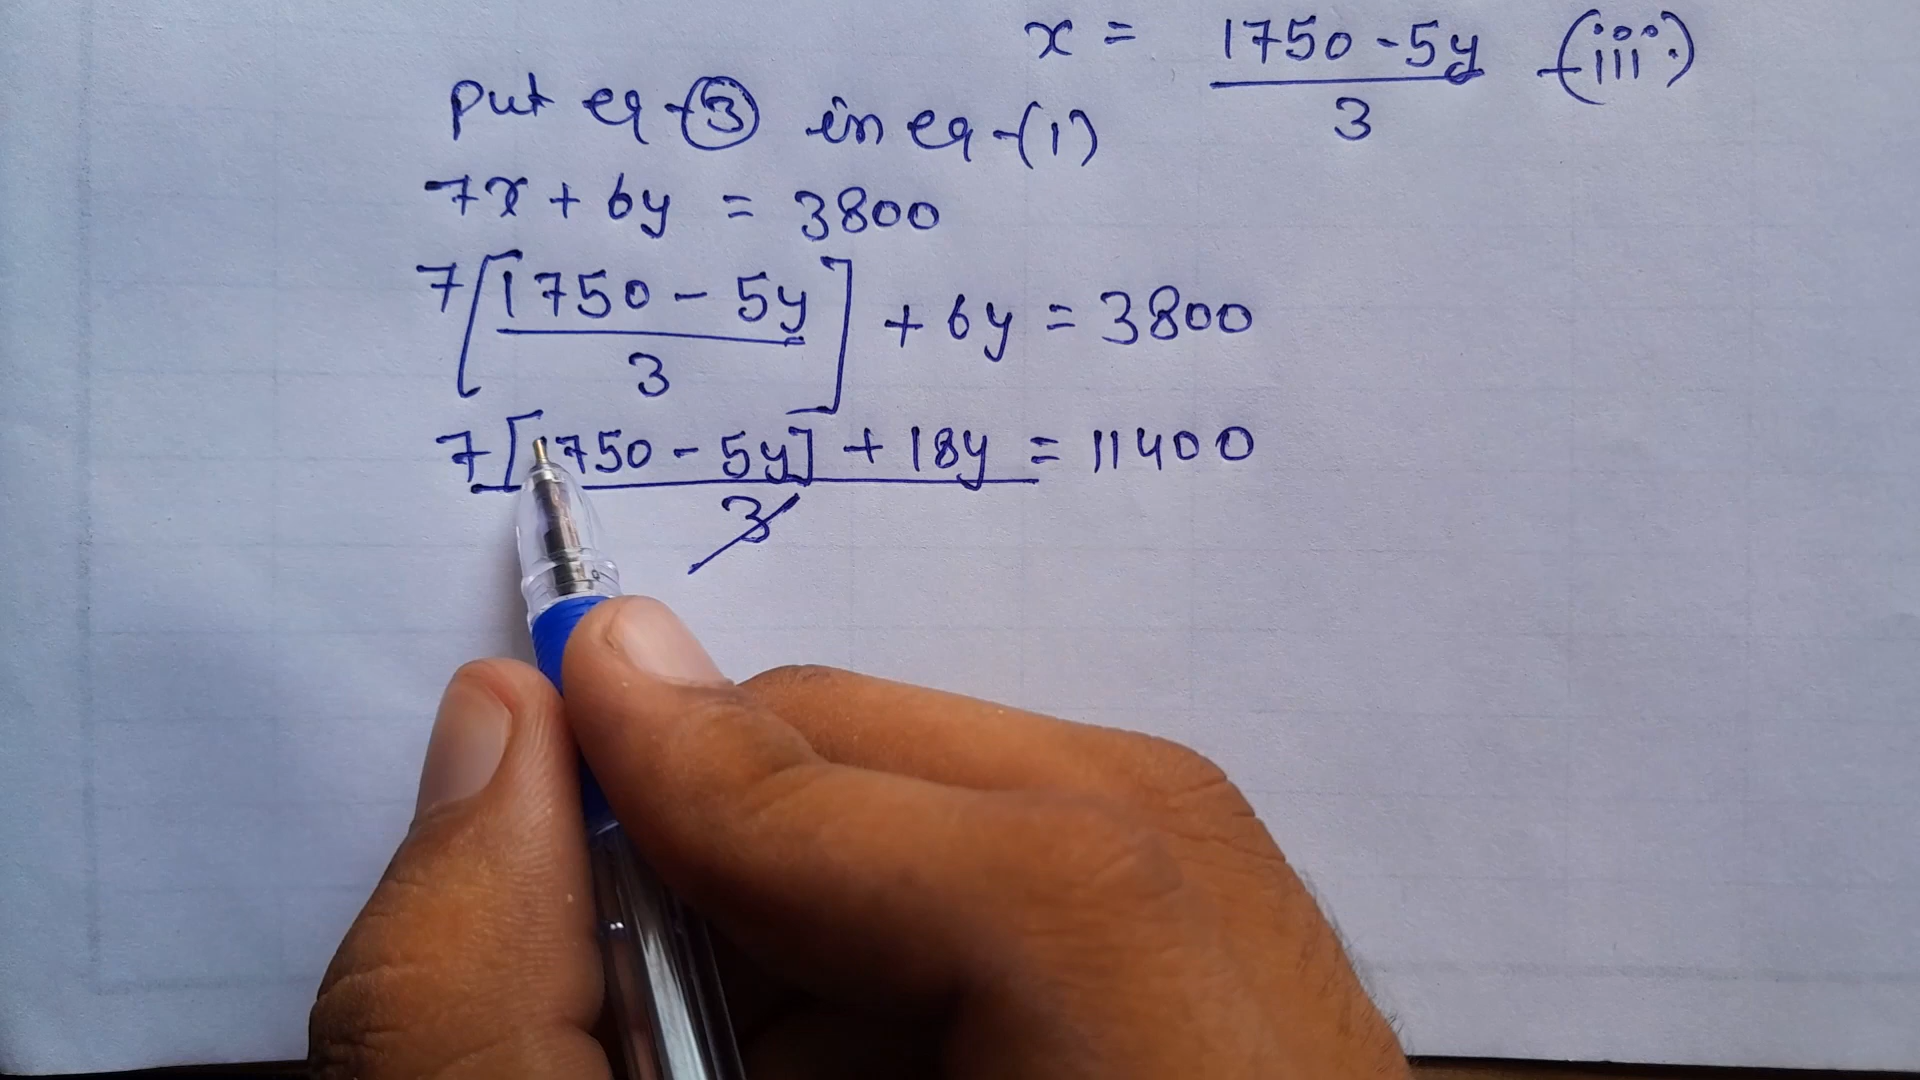 x = 1750 - 5y / 3 -(iii)
put eq -(3) in eq -(1)
7x + 6y = 3800
7[1750 - 5y / 3] + 6y = 3800
7[1750 - 5y] + 18y / 3 = 11400